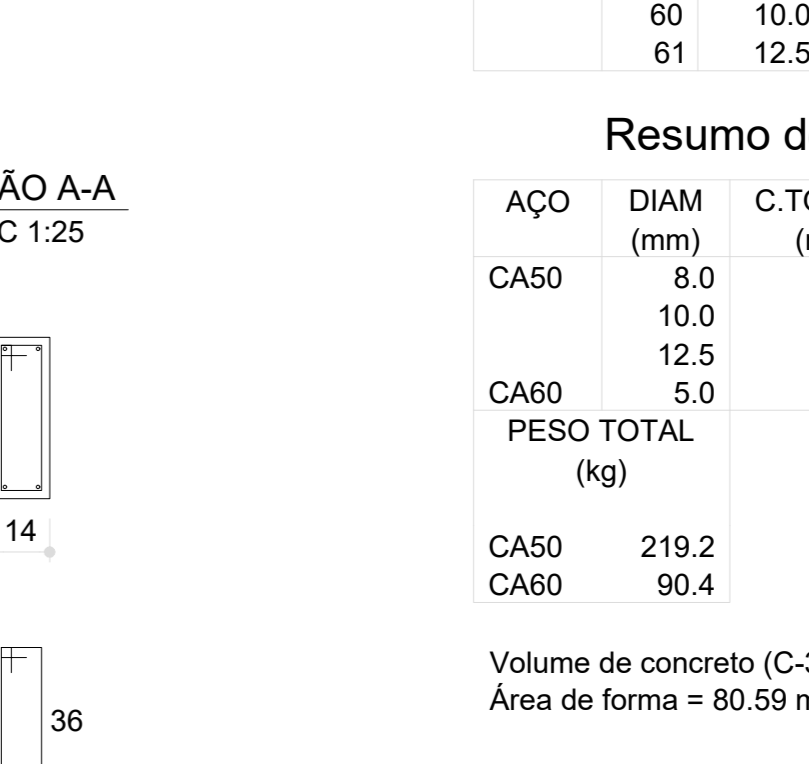 60 10.0
61 12.5
Resumo d
ÃO A-A
C 1:25
AÇO DIAM C.TO
(mm) (
CA50 8.0
10.0
12.5
CA60 5.0
PESO TOTAL
(kg)
14
CA50 219.2
CA60 90.4
Volume de concreto (C-
Área de forma = 80.59 m
36